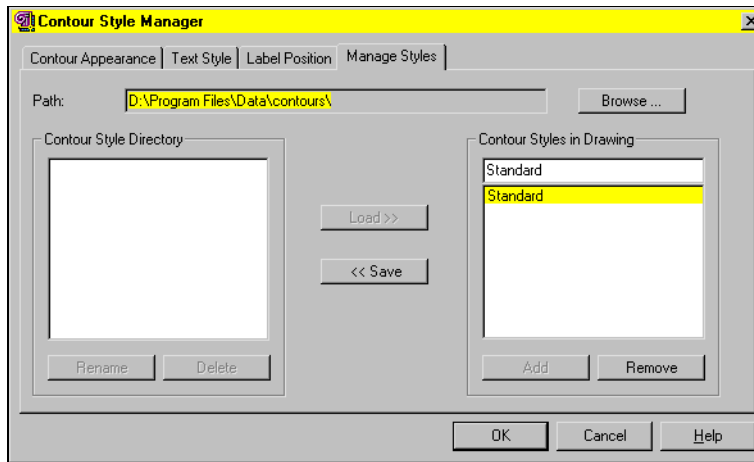 Contour Style Manager
Contour Appearance Text Style Label Position Manage Styles
Path: D:\Program Files\Data\contours\ Browse ...
Contour Style Directory
Contour Styles in Drawing
Standard
Standard
Load >>
<< Save
Rename Delete
Add Remove
OK Cancel Help